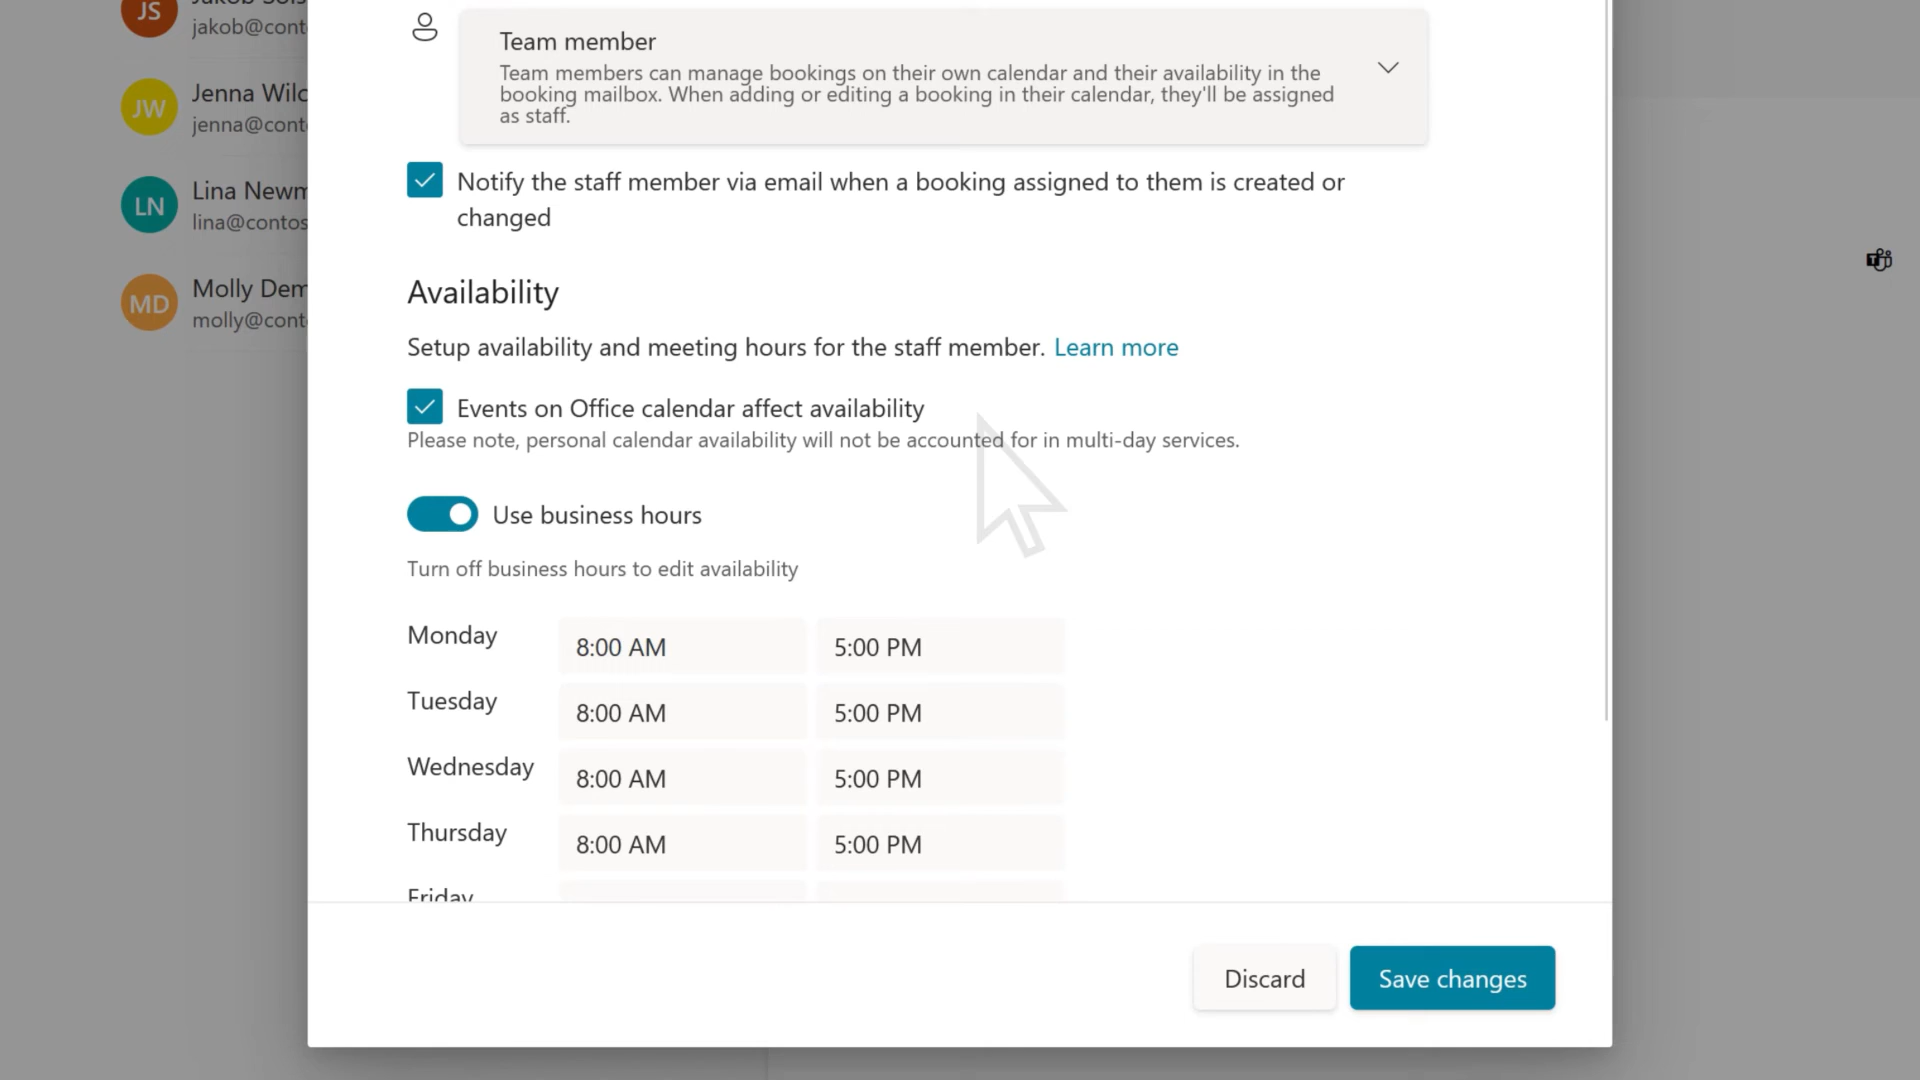 JS
jakob@cont
JW
Jenna Wilc
jenna@cont
LN
Lina Newm
lina@contos
MD
Molly Dem
molly@cont
Team member
Team members can manage bookings on their own calendar and their availability in the
booking mailbox. When adding or editing a booking in their calendar, they'll be assigned
as staff.
Notify the staff member via email when a booking assigned to them is created or
changed
Availability
Setup availability and meeting hours for the staff member. Learn more
Events on Office calendar affect availability
Please note, personal calendar availability will not be accounted for in multi-day services.
Use business hours
Turn off business hours to edit availability
Monday 8:00 AM 5:00 PM
Tuesday 8:00 AM 5:00 PM
Wednesday 8:00 AM 5:00 PM
Thursday 8:00 AM 5:00 PM
Friday
Discard Save changes